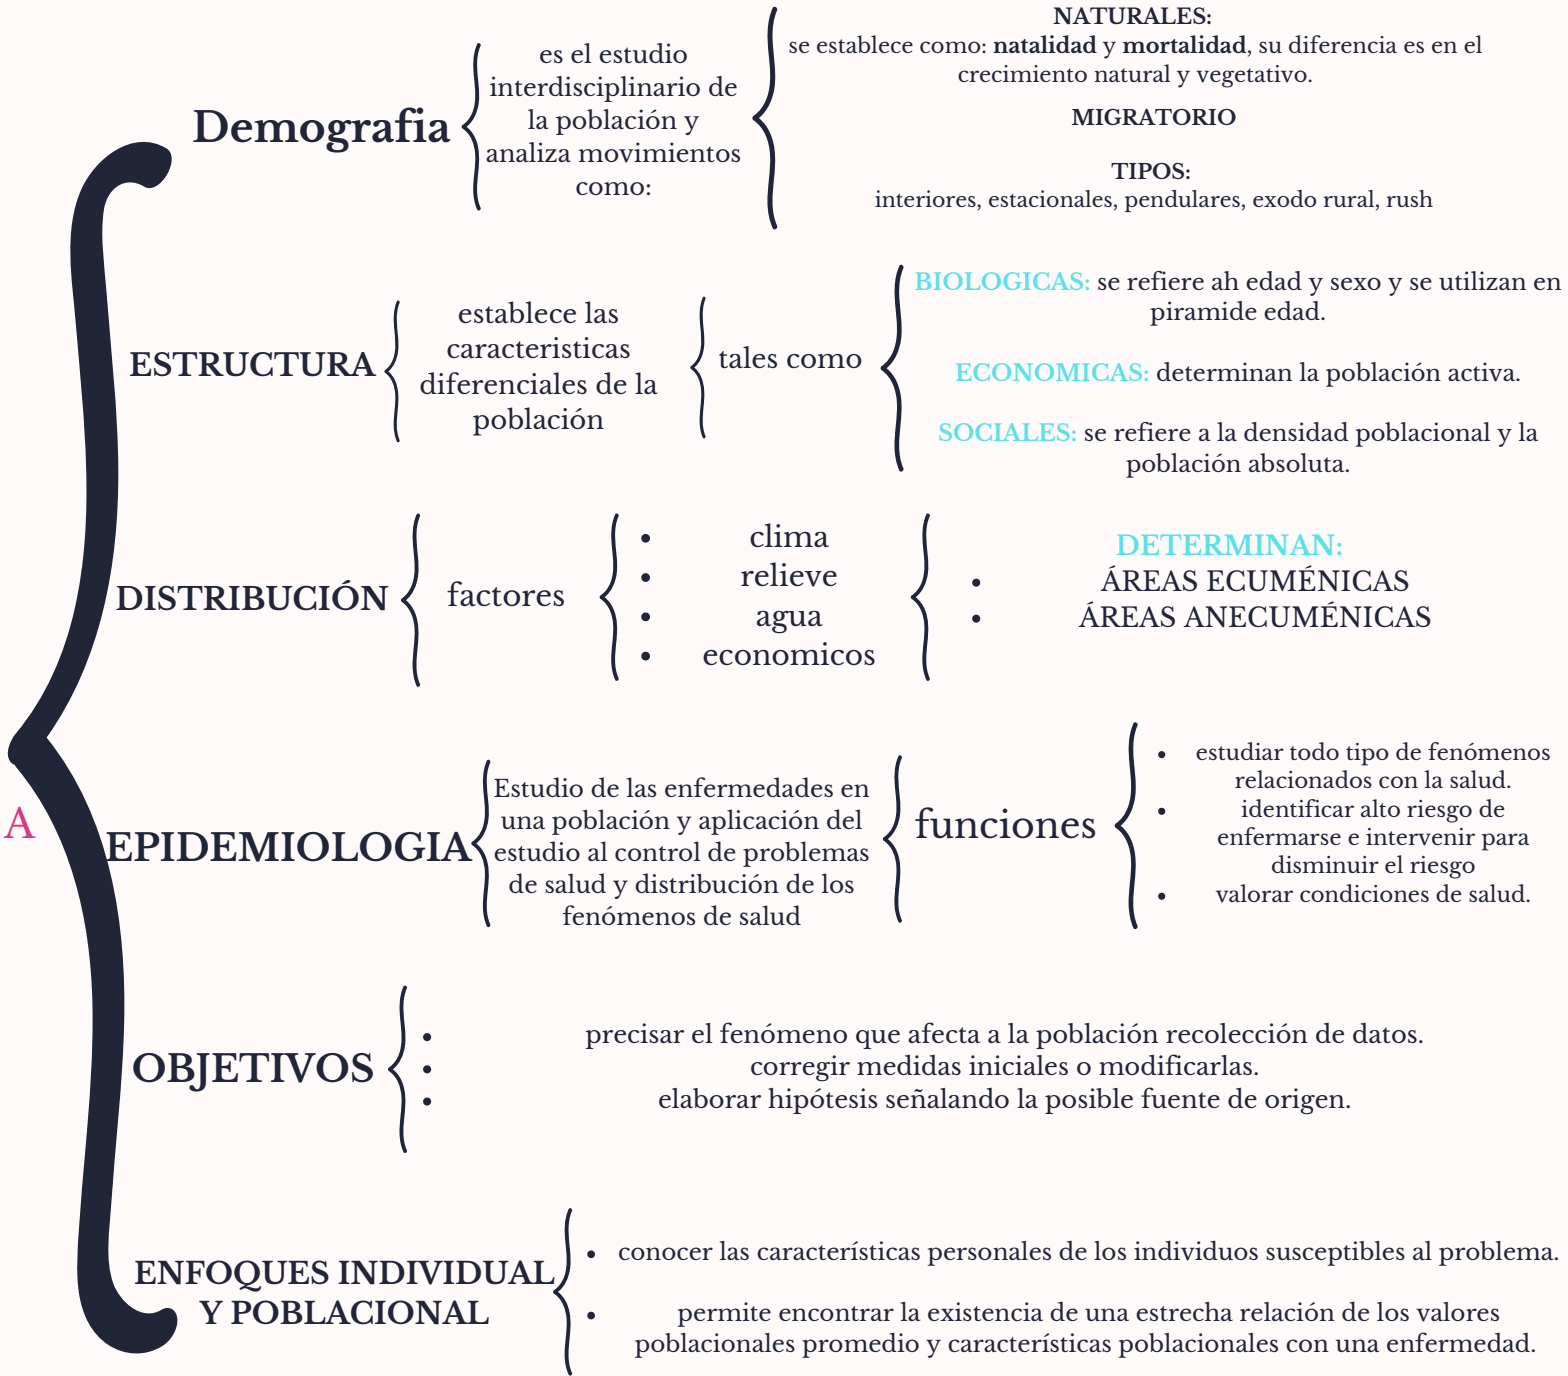 NATURALES:
se establece como: natalidad y mortalidad, su diferencia es en el
crecimiento natural y vegetativo.
MIGRATORIO
TIPOS:
interiores, estacionales, pendulares, exodo rural, rush
Demografia
es el estudio
interdisciplinario de
la población y
analiza movimientos
como:
ESTRUCTURA
establece las
caracteristicas
diferenciales de la
población
tales como
BIOLOGICAS: se refiere ah edad y sexo y se utilizan en
piramide edad.
ECONOMICAS: determinan la población activa.
SOCIALES: se refiere a la densidad poblacional y la
población absoluta.
DISTRIBUCIÓN
factores
• clima
• relieve
• agua
• economicos
DETERMINAN:
• ÁREAS ECUMÉNICAS
• ÁREAS ANECUMÉNICAS
A
EPIDEMIOLOGIA
Estudio de las enfermedades en
una población y aplicación del
estudio al control de problemas
de salud y distribución de los
fenómenos de salud
funciones
• estudiar todo tipo de fenómenos
relacionados con la salud.
• identificar alto riesgo de
enfermarse e intervenir para
disminuir el riesgo
• valorar condiciones de salud.
OBJETIVOS
• precisar el fenómeno que afecta a la población recolección de datos.
• corregir medidas iniciales o modificarlas.
• elaborar hipótesis señalando la posible fuente de origen.
ENFOQUES INDIVIDUAL
Y POBLACIONAL
• conocer las características personales de los individuos susceptibles al problema.
• permite encontrar la existencia de una estrecha relación de los valores
poblacionales promedio y características poblacionales con una enfermedad.